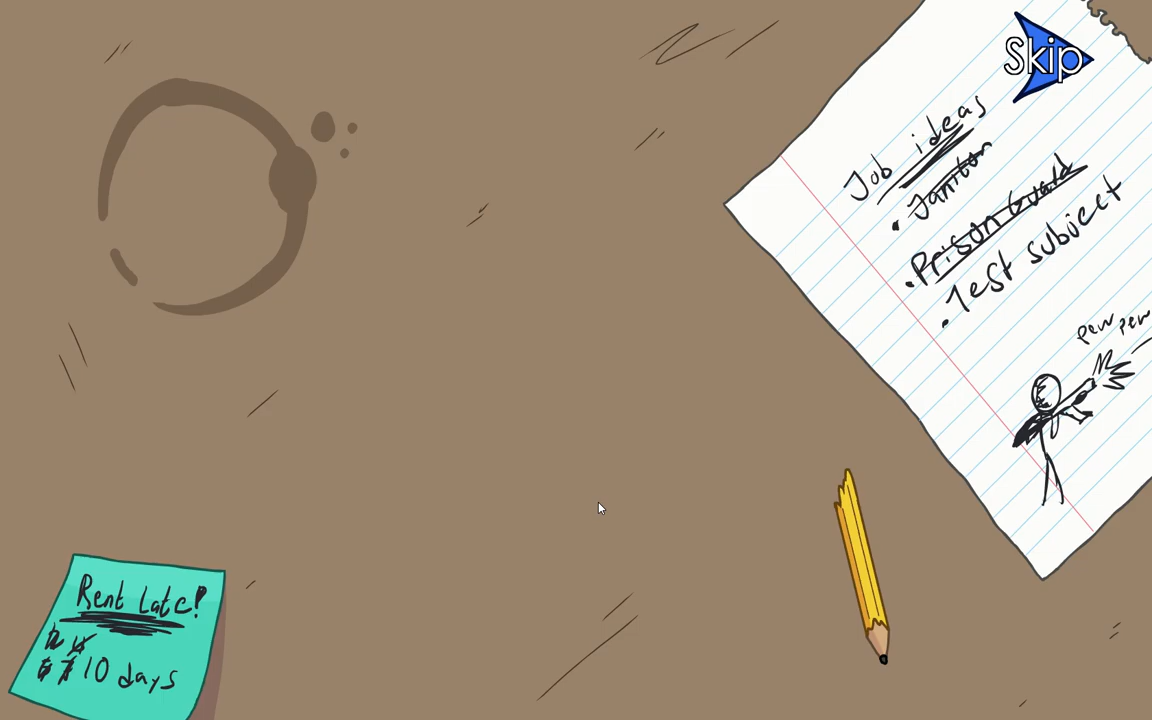 Skip
Job ideas
• Janitor
• Prison Guard
• Test subject
pew pew
Rent Late!
10 days